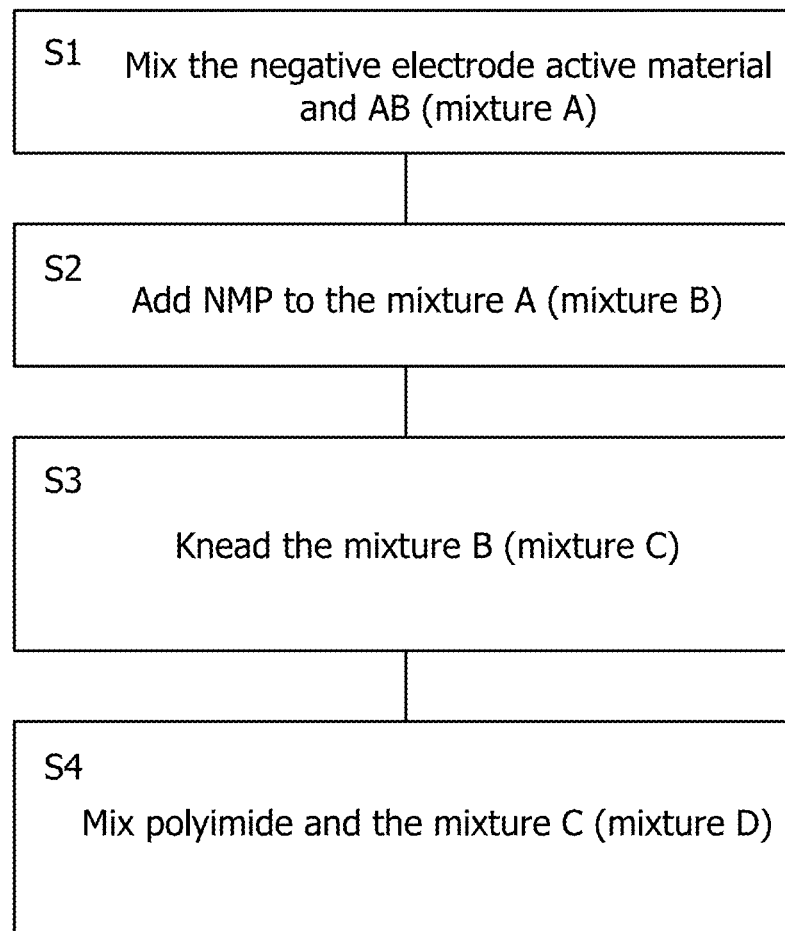 S1
Mix the negative electrode active material
and AB (mixture A)
S2
Add NMP to the mixture A (mixture B)
S3
Knead the mixture B (mixture C)
S4
Mix polyimide and the mixture C (mixture D)